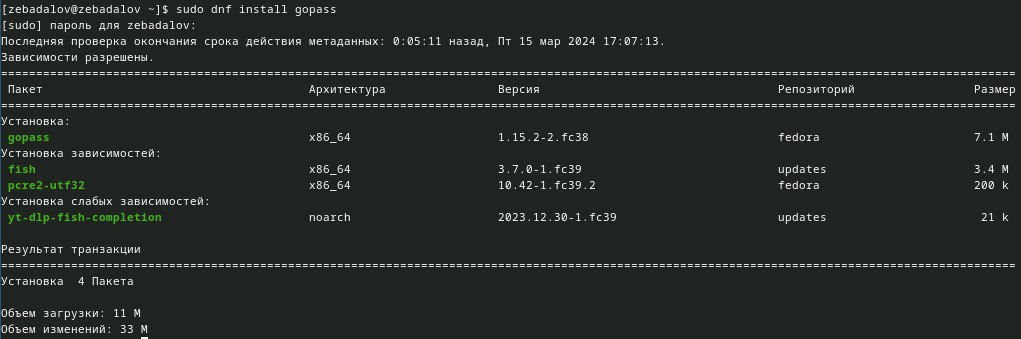 [zebadalov@zebadalov ~]$ sudo dnf install gopass
[sudo] пароль для zebadalov:
Последняя проверка окончания срока действия метаданных: 0:05:11 назад, Пт 15 мар 2024 17:07:13.
Зависимости разрешены.
Пакет Архитектура Версия Репозиторий Размер
Установка:
gopass x86_64 1.15.2-2.fc38 fedora 7.1 M
Установка зависимостей:
fish x86_64 3.7.0-1.fc39 updates 3.4 M
pcre2-utf32 x86_64 10.42-1.fc39.2 fedora 200 k
Установка слабых зависимостей:
yt-dlp-fish-completion noarch 2023.12.30-1.fc39 updates 21 k
Результат транзакции
Установка 4 Пакета
Объем загрузки: 11 M
Объем изменений: 33 M